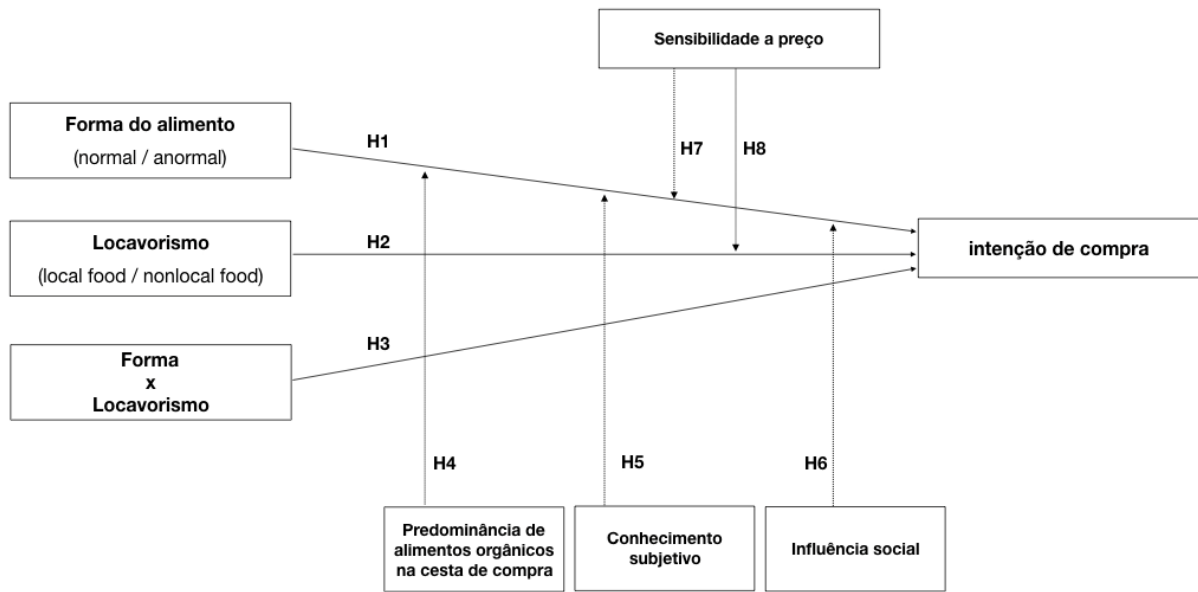 Sensibilidade a preço
Forma do alimento
(normal / anormal)
H1
H7
H8
Locavorismo
(local food / nonlocal food)
H2
intenção de compra
H3
Forma
x
Locavorismo
H4
H5
H6
Predominância de
alimentos orgânicos
na cesta de compra
Conhecimento
subjetivo
Influência social